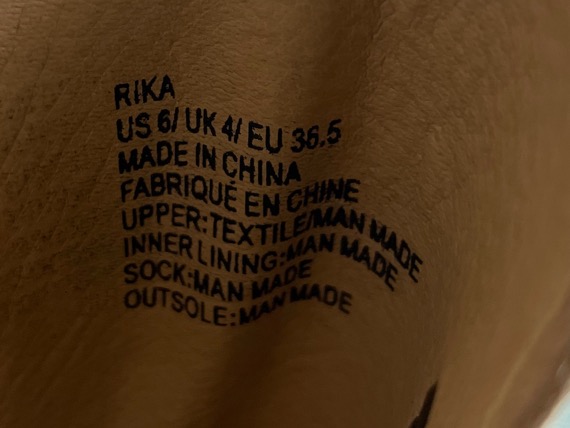 RIKA
US 6/ UK 4/ EU 36.5
MADE IN CHINA
FABRIQUÉ EN CHINE
UPPER:TEXTILE/MAN MADE
INNER LINING:MAN MADE
SOCK:MAN MADE
OUTSOLE:MAN MADE